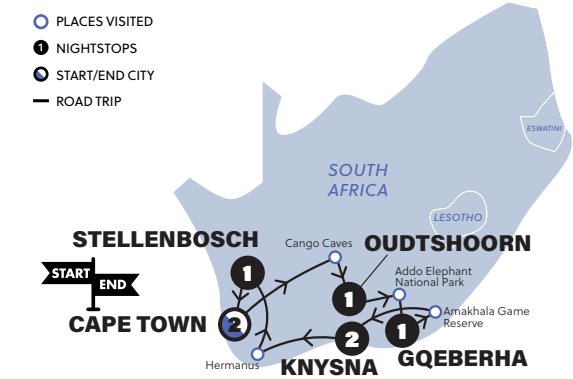 PLACES VISITED
1 NIGHTSTOPS
START/END CITY
ROAD TRIP
ESWATINI
SOUTH
AFRICA
LESOTHO
STELLENBOSCH
Cango Caves
OUDTSHOORN
START
END
1
Addo Elephant
National Park
1
Amakhala Game
Reserve
CAPE TOWN
2
2
1
Hermanus
KNYSNA
GQEBERHA